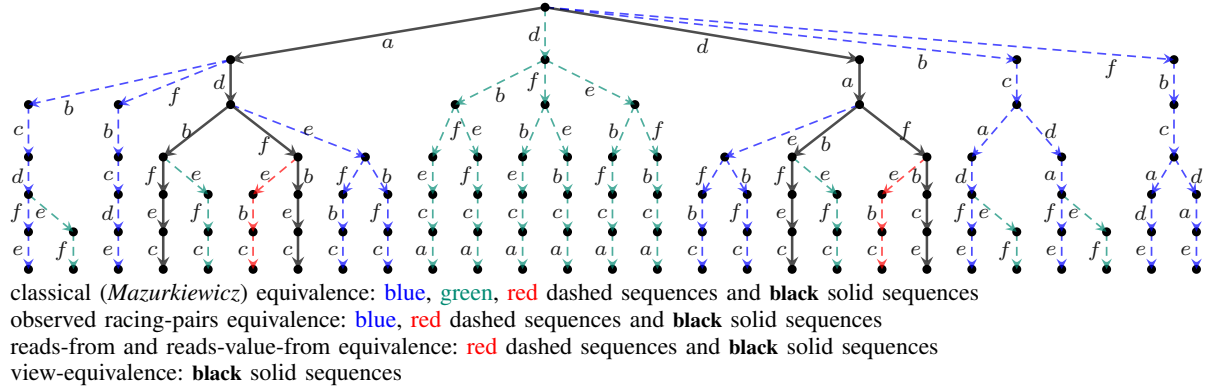 a d d b f
b f d b f e a c b
c b b f e f e b e b f e b f a d c
d c f e e b f b e f f b f b f b f e e b d a a d
f e d e f b e b f c c c c c c b f e f b c f e f e d a
e f e c c c c c c a a a a a a c c c c c e e f e f e e
classical (Mazurkiewicz) equivalence: blue, green, red dashed sequences and black solid sequences
observed racing-pairs equivalence: blue, red dashed sequences and black solid sequences
reads-from and reads-value-from equivalence: red dashed sequences and black solid sequences
view-equivalence: black solid sequences